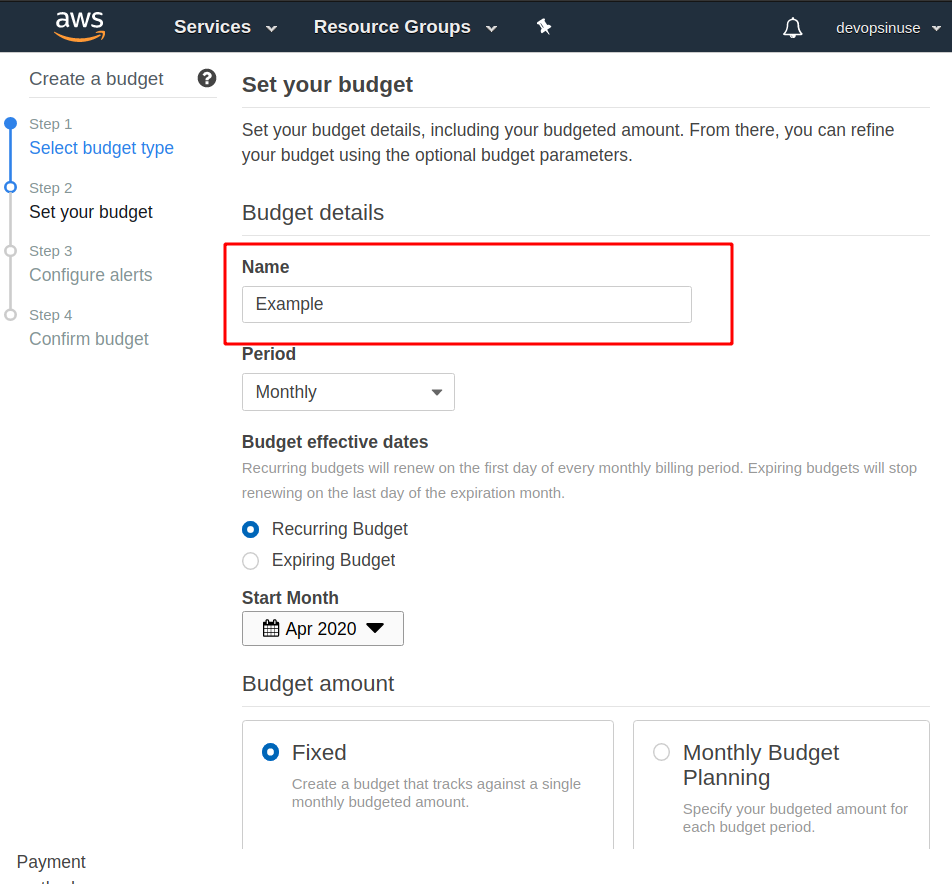 aws Services Resource Groups devopsinuse
Create a budget
Step 1
Select budget type
Step 2
Set your budget
Step 3
Configure alerts
Step 4
Confirm budget
Set your budget
Set your budget details, including your budgeted amount. From there, you can refine
your budget using the optional budget parameters.
Budget details
Name
Example
Period
Monthly
Budget effective dates
Recurring budgets will renew on the first day of every monthly billing period. Expiring budgets will stop
renewing on the last day of the expiration month.
Recurring Budget
Expiring Budget
Start Month
Apr 2020
Budget amount
Fixed
Create a budget that tracks against a single
monthly budgeted amount.
Monthly Budget
Planning
Specify your budgeted amount for
each budget period.
Payment